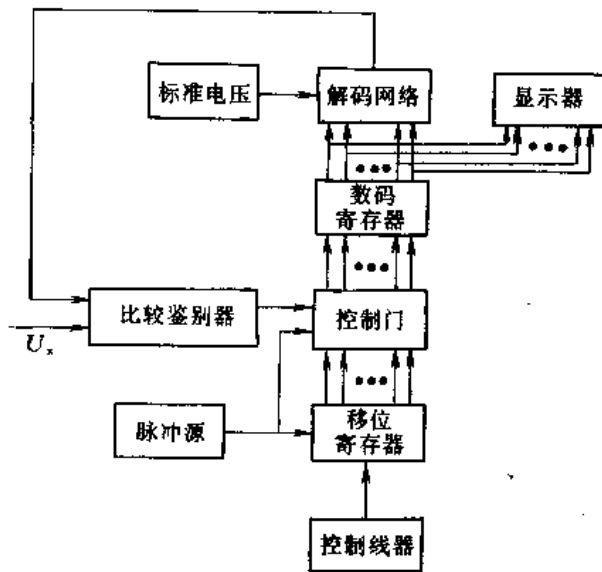 标准电压
解码网络
显示器
数码
寄存器
比较鉴别器
控制门
Uₓ
脉冲源
移位
寄存器
控制线器